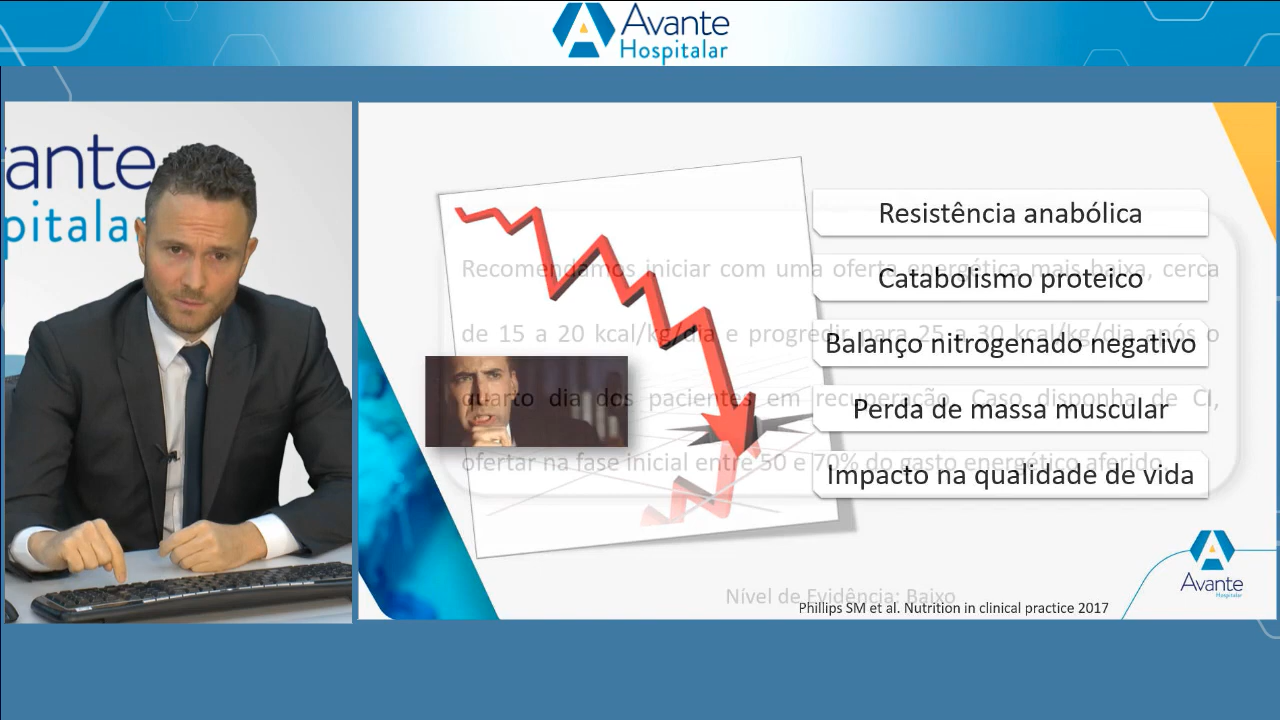 Avante
Hospitalar
vante
pitalar
Resistência anabólica
Recomendamos iniciar com uma oferta energética mais baixa, cerca
Catabolismo proteico
de 15 a 20 kcal/kg/dia e progredir para 25 a 30 kcal/kg/dia após o
Balanço nitrogenado negativo
quarto dia dos pacientes em recuperação. Caso disponha de CI,
Perda de massa muscular
ofertar na fase inicial entre 50 e 70% do gasto energético aferido
Impacto na qualidade de vida
Nível de Evidência: Baixo
Phillips SM et al. Nutrition in clinical practice 2017
Avante
Hospitalar